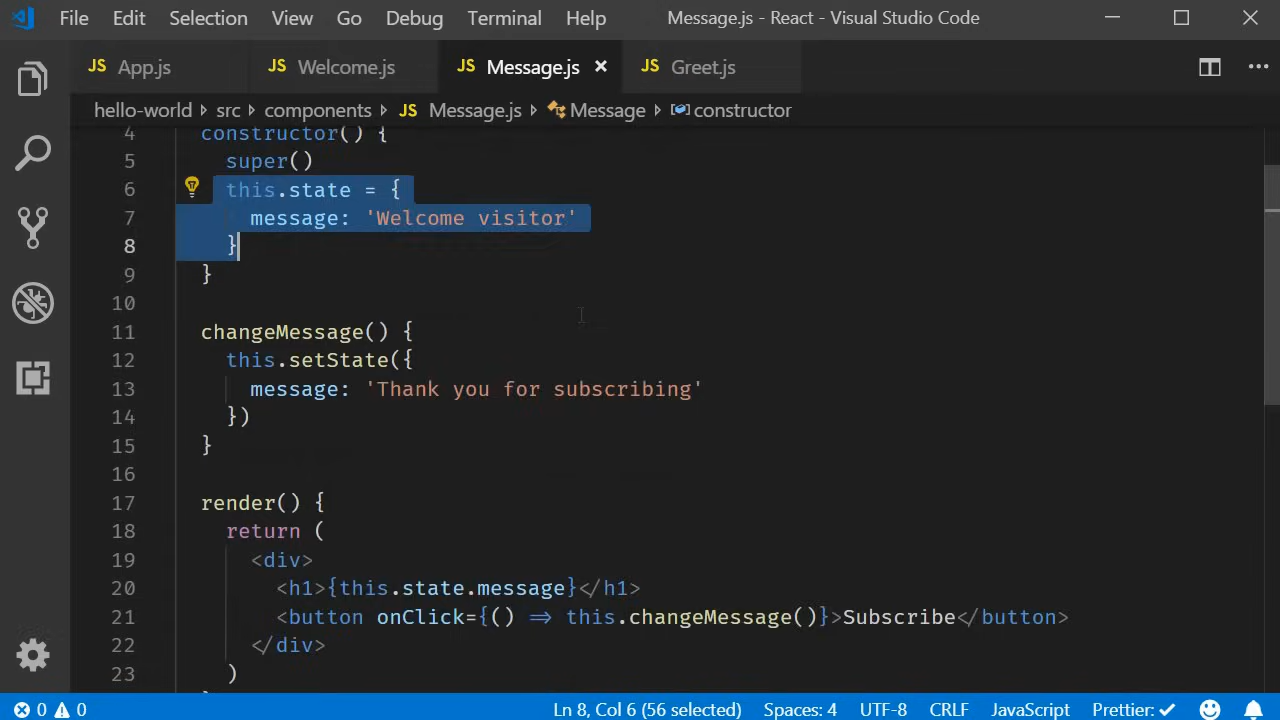 File Edit Selection View Go Debug Terminal Help Message.js - React - Visual Studio Code
JS App.js JS Welcome.js JS Message.js × JS Greet.js
hello-world > src > components > JS Message.js > Message > constructor
4 constructor() {
5 super()
6 this.state = {
7 message: 'Welcome visitor'
8 }
9 }
10
11 changeMessage() {
12 this.setState({
13 message: 'Thank you for subscribing'
14 })
15 }
16
17 render() {
18 return (
19 <div>
20 <h1>{this.state.message}</h1>
21 <button onClick={() => this.changeMessage()}>Subscribe</button>
22 </div>
23 )
0 0 Ln 8, Col 6 (56 selected) Spaces: 4 UTF-8 CRLF JavaScript Prettier: ✓